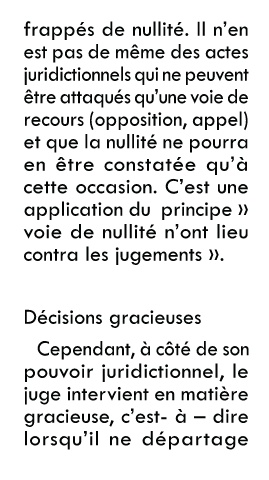 frappés de nullité. Il n’en
est pas de même des actes
juridictionnels qui ne peuvent
être attaqués qu’une voie de
recours (opposition, appel)
et que la nullité ne pourra
en être constatée qu’à
cette occasion. C’est une
application du principe »
voie de nullité n’ont lieu
contra les jugements ».
Décisions gracieuses
Cependant, à côté de son
pouvoir juridictionnel, le
juge intervient en matière
gracieuse, c’est- à – dire
lorsqu’il ne départage